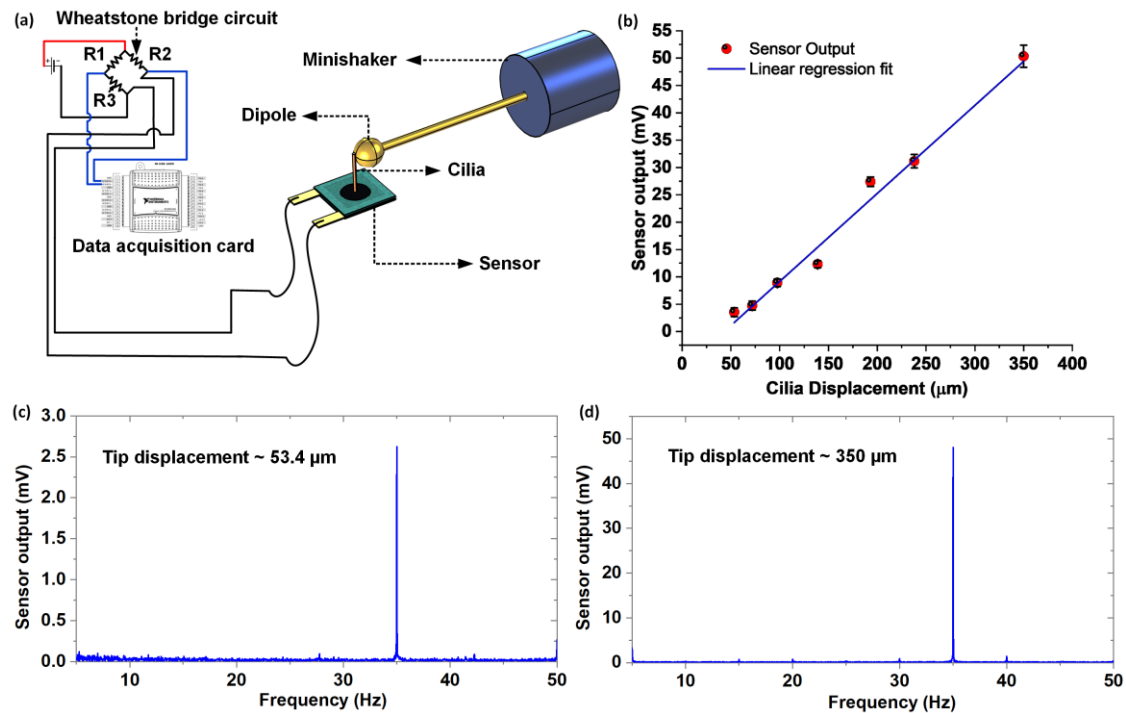 (a)
Wheatstone bridge circuit
R1
R2
R3
Minishaker
Dipole
Cilia
Data acquisition card
Sensor
(b)
Sensor Output
Linear regression fit
55
50
45
40
35
30
25
20
15
10
5
0
Sensor output (mV)
0 50 100 150 200 250 300 350 400
Cilia Displacement (μm)
(c)
Tip displacement ~ 53.4 μm
3.0
2.5
2.0
1.5
1.0
0.5
0.0
Sensor output (mV)
10 20 30 40 50
Frequency (Hz)
(d)
Tip displacement ~ 350 μm
50
40
30
20
10
0
Sensor output (mV)
10 20 30 40 50
Frequency (Hz)